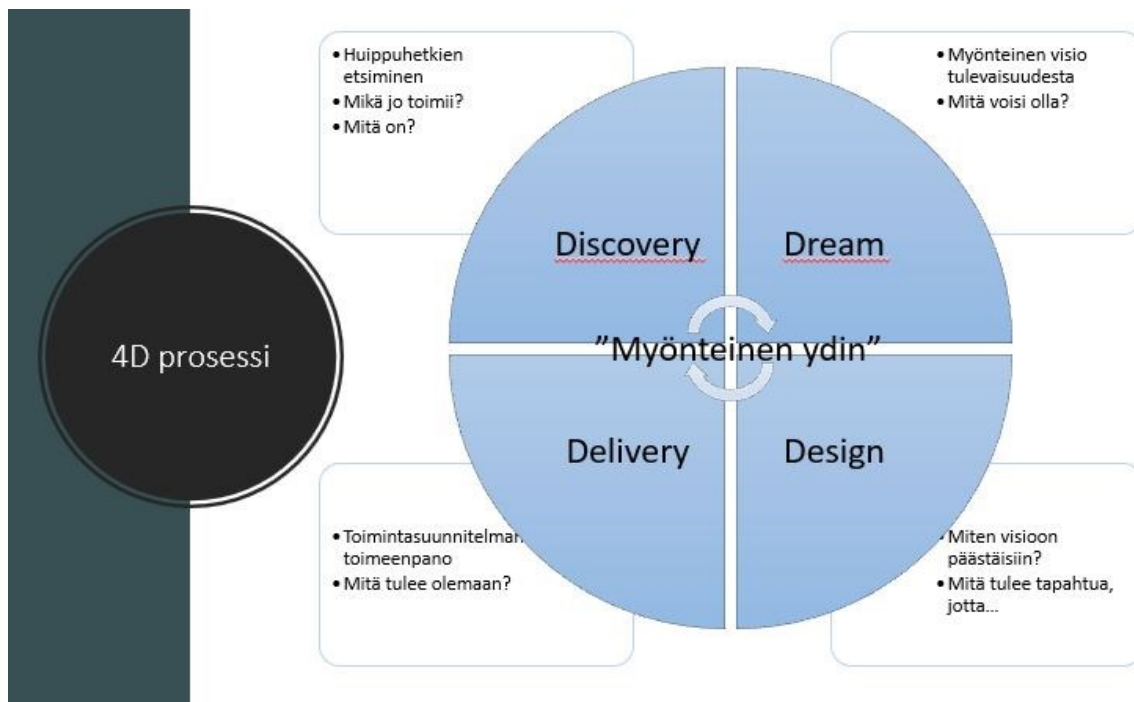 4D prosessi
• Huippuhetkien
etsiminen
• Mikä jo toimii?
• Mitä on?
• Myönteinen visio
tulevaisuudesta
• Mitä voisi olla?
Discovery
Dream
”Myönteinen ydin”
Delivery
Design
• Toimintasuunnitelman
toimeenpano
• Mitä tulee olemaan?
• Miten visioon
päästäisiin?
• Mitä tulee tapahtua,
jotta...